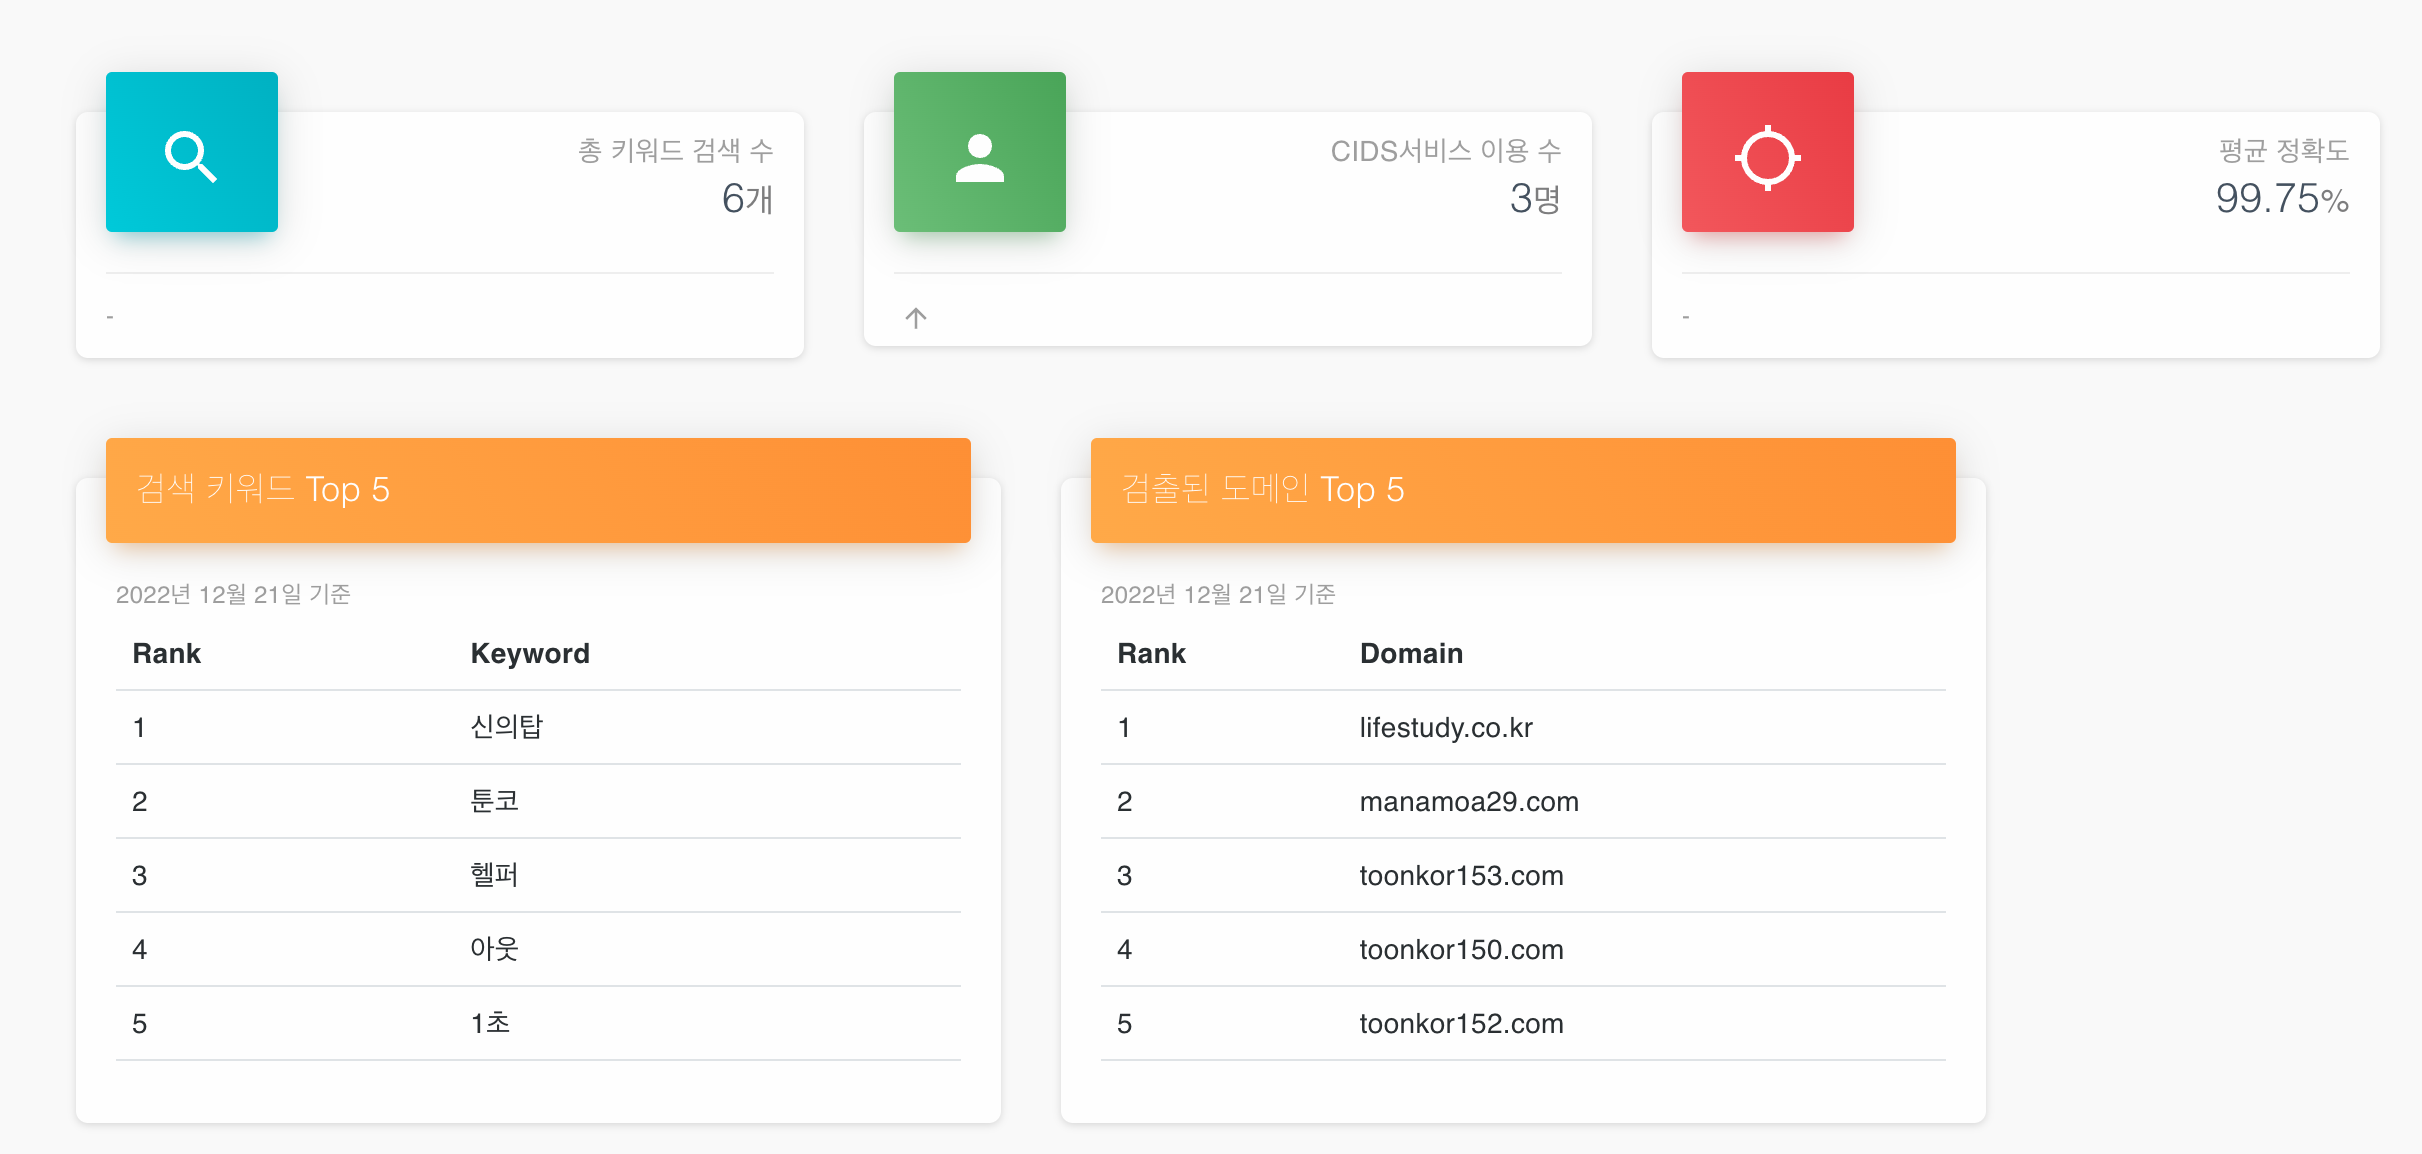 총 키워드 검색 수
6개
-
CIDS서비스 이용 수
3명
평균 정확도
99.75%
-
검색 키워드 Top 5
2022년 12월 21일 기준
Rank Keyword
1 신의탑
2 툰코
3 헬퍼
4 아웃
5 1초
검출된 도메인 Top 5
2022년 12월 21일 기준
Rank Domain
1 lifestudy.co.kr
2 manamoa29.com
3 toonkor153.com
4 toonkor150.com
5 toonkor152.com